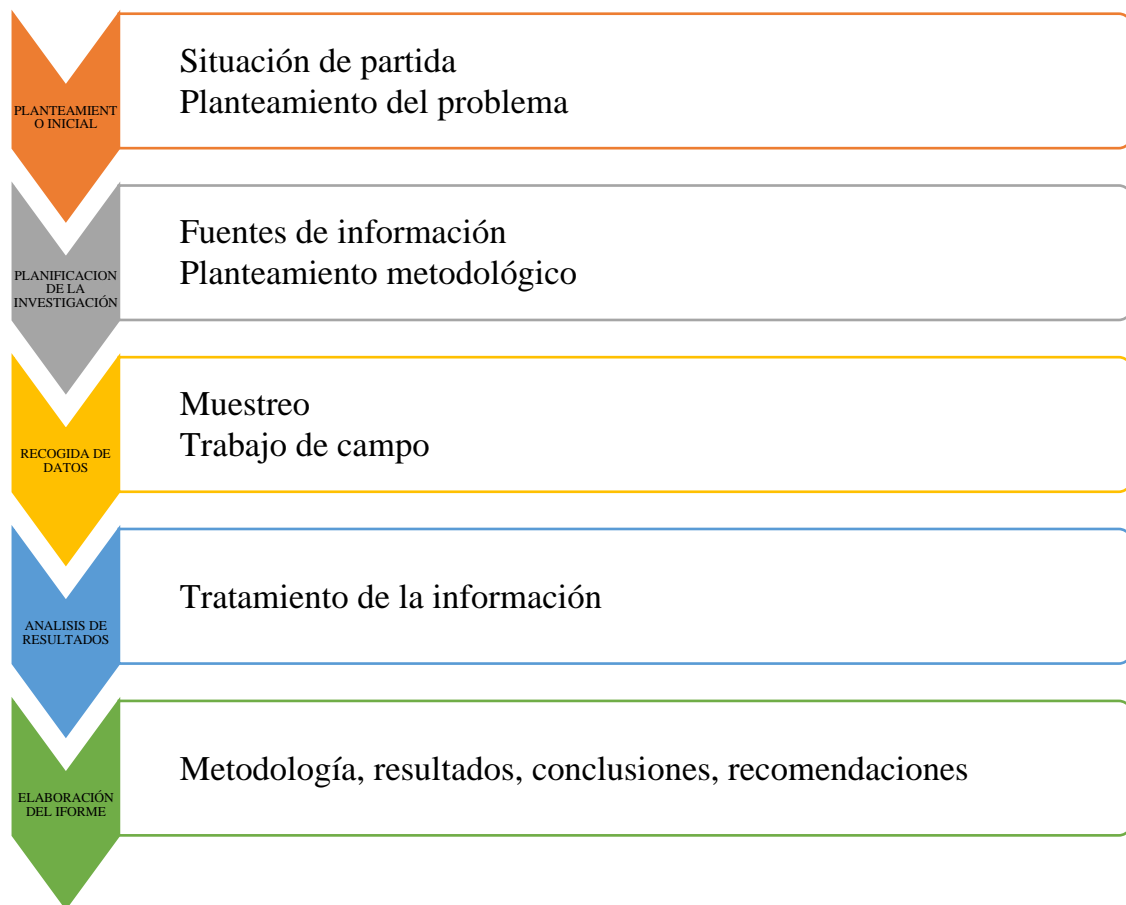 PLANTEAMIENT
O INICIAL
Situación de partida
Planteamiento del problema
PLANIFICACION
DE LA
INVESTIGACIÓN
Fuentes de información
Planteamiento metodológico
RECOGIDA DE
DATOS
Muestreo
Trabajo de campo
ANALISIS DE
RESULTADOS
Tratamiento de la información
ELABORACIÓN
DEL IFORME
Metodología, resultados, conclusiones, recomendaciones